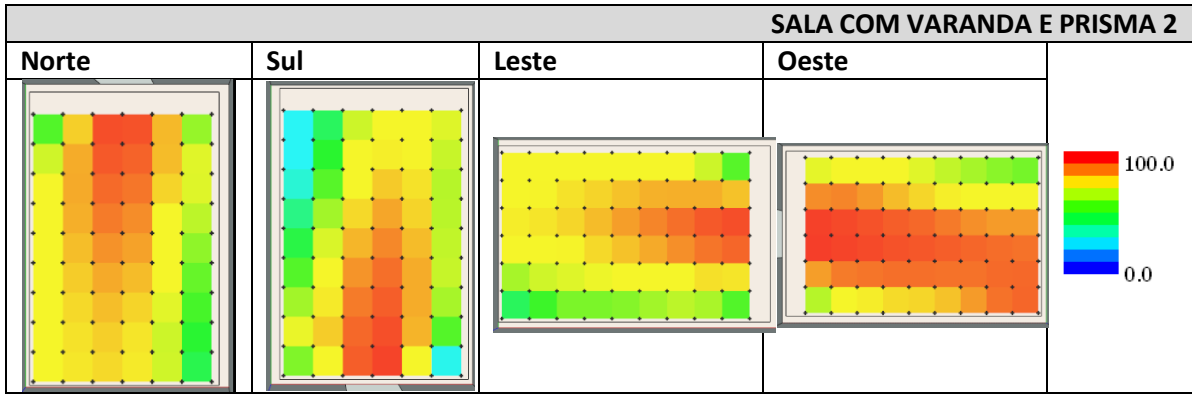 SALA COM VARANDA E PRISMA 2
Norte Sul Leste Oeste
100.0
0.0